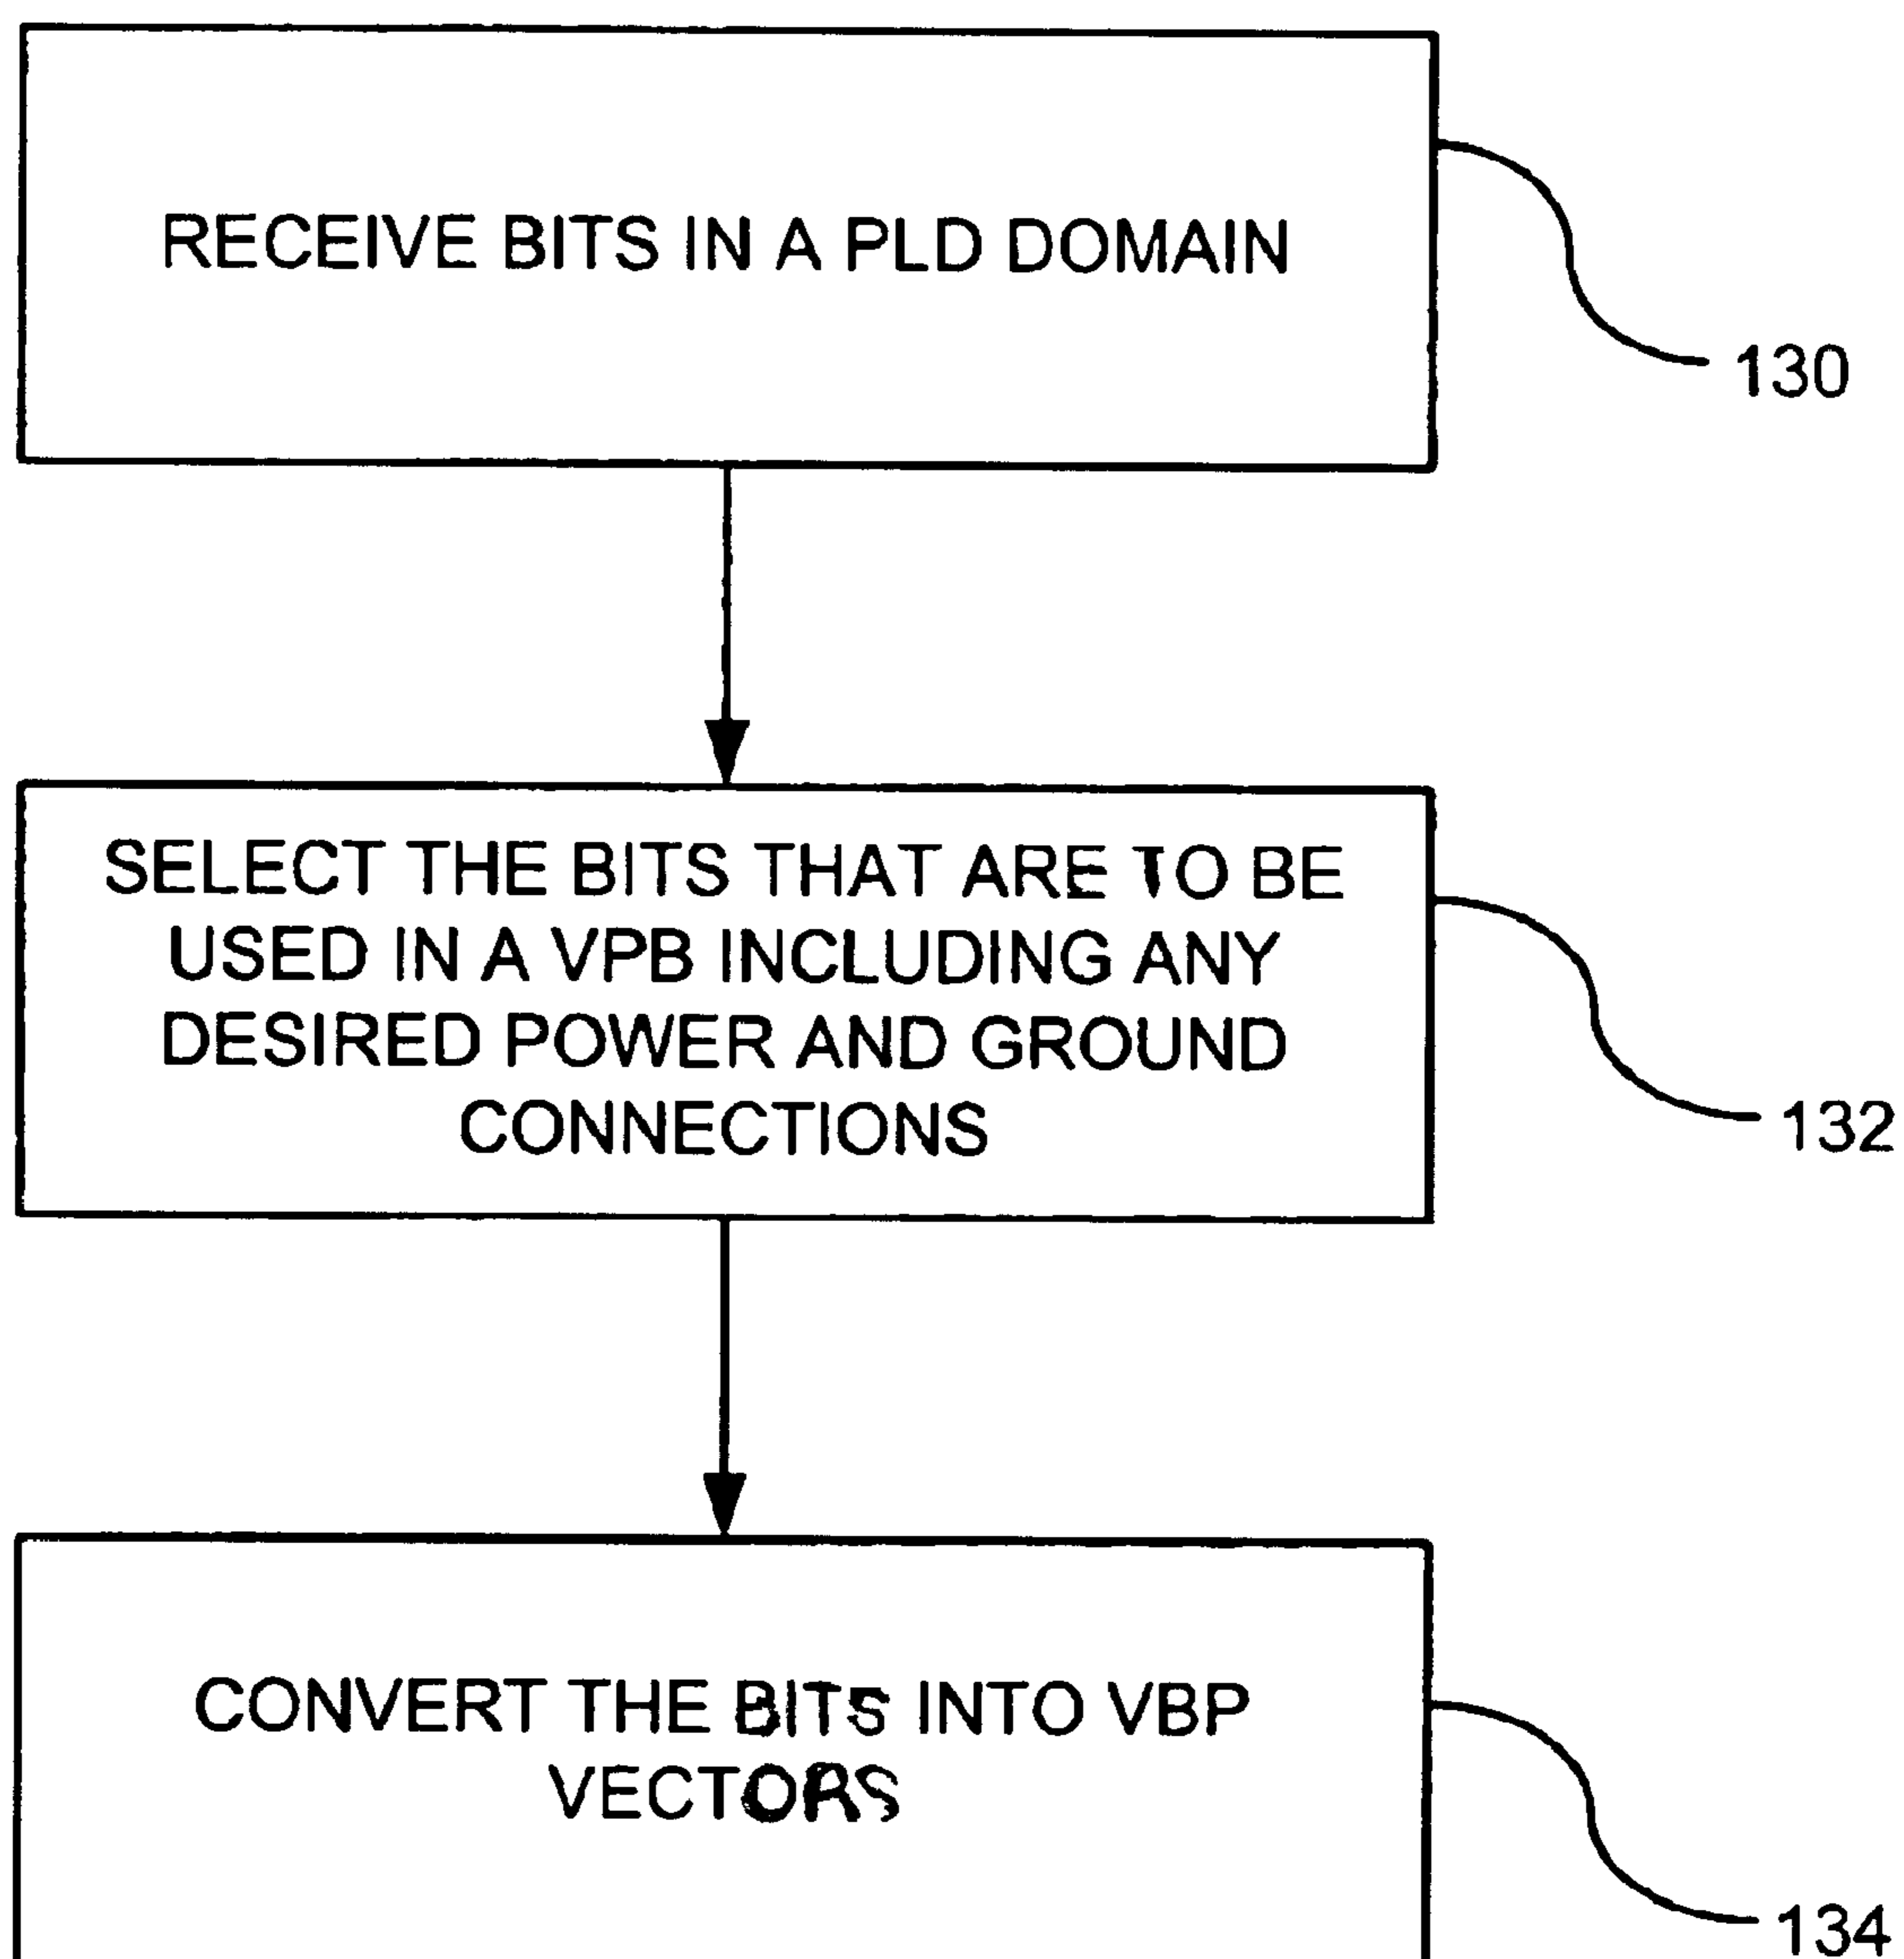 RECEIVE BITS IN A PLD DOMAIN
130
SELECT THE BITS THAT ARE TO BE
USED IN A VPB INCLUDING ANY
DESIRED POWER AND GROUND
CONNECTIONS
132
CONVERT THE BITS INTO VBP
VECTORS
134